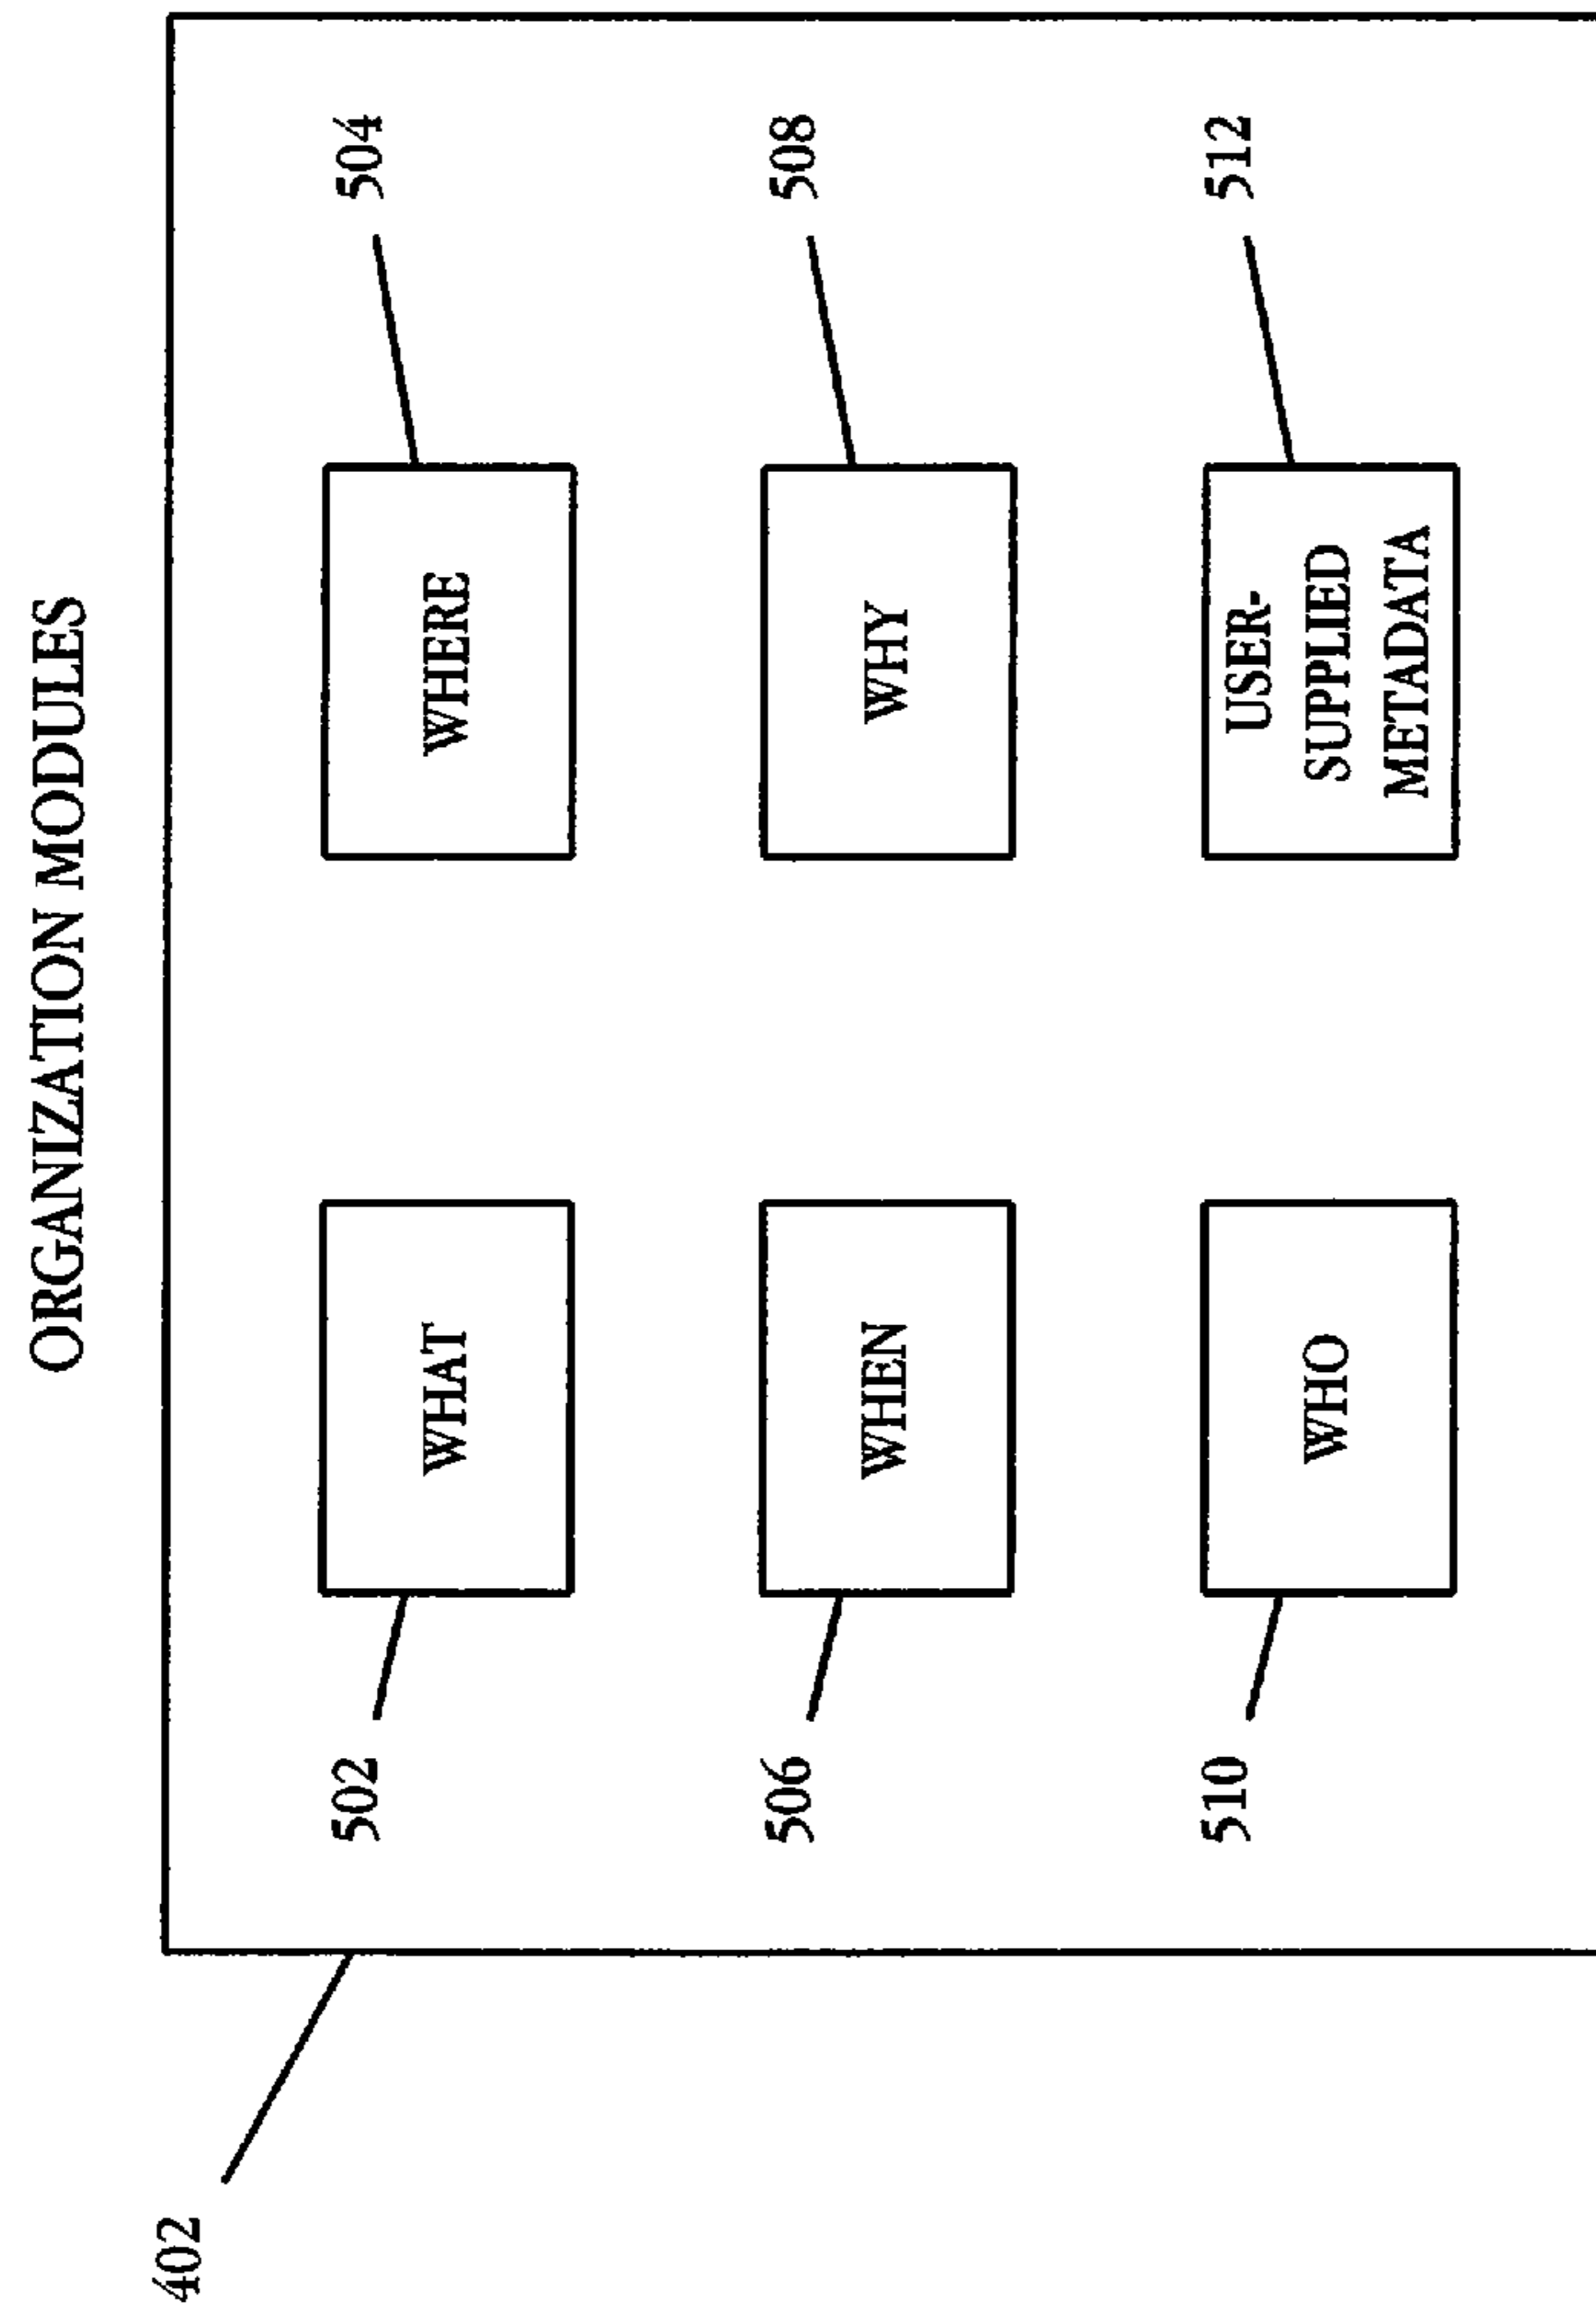 ORGANIZATION MODULES
402
502
WHAT
WHERE
504
506
WHEN
WHY
508
510
WHO
USER-
SUPPLIED
METADATA
512